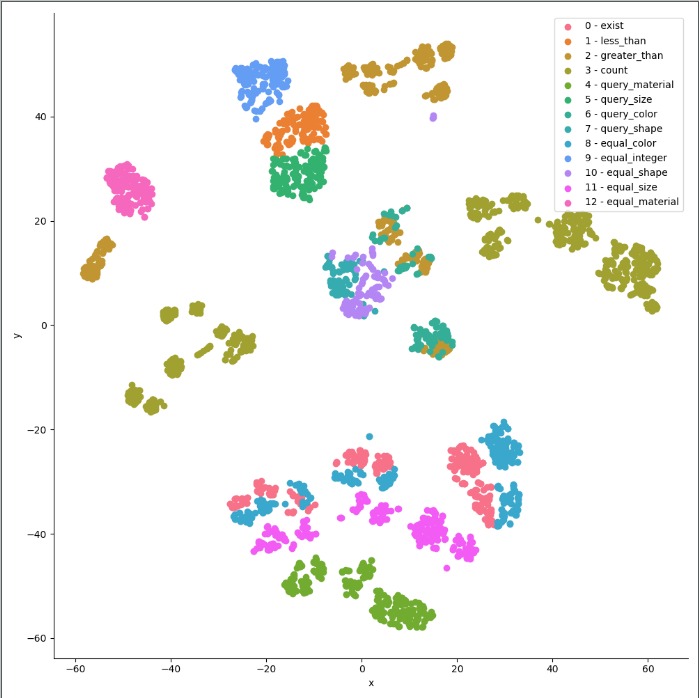 0 - exist
1 - less_than
2 - greater_than
3 - count
4 - query_material
5 - query_size
6 - query_color
7 - query_shape
8 - equal_color
9 - equal_integer
10 - equal_shape
11 - equal_size
12 - equal_material
40
20
0
−20
−40
−60
y
−60 −40 −20 0 20 40 60
x